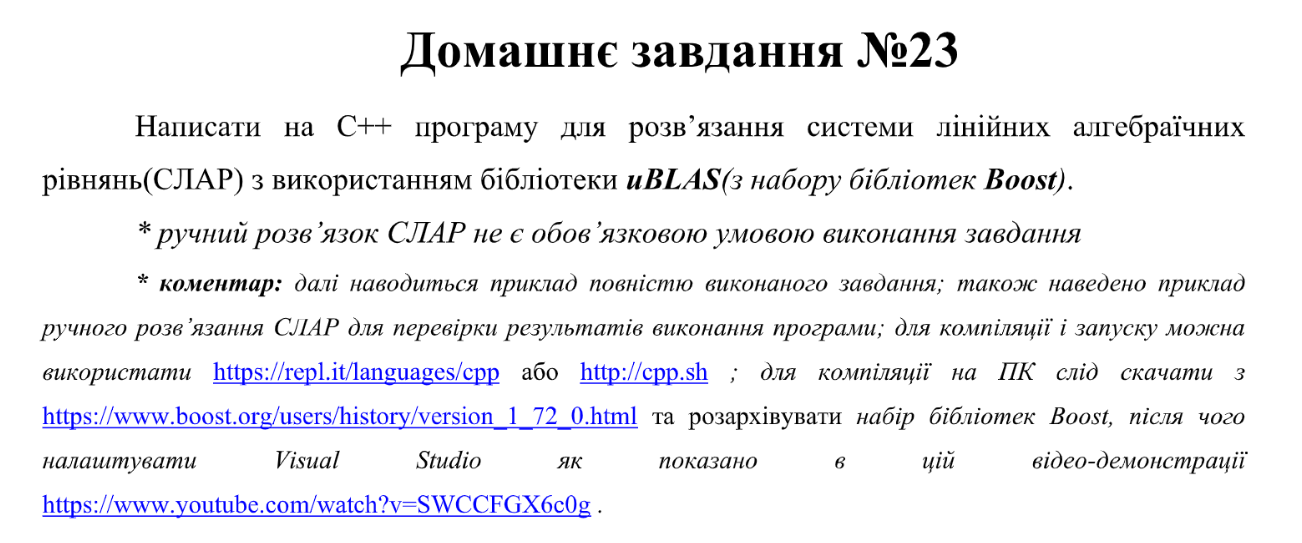 Домашнє завдання №23
Написати на C++ програму для розв’язання системи лінійних алгебраїчних
рівнянь(СЛАР) з використанням бібліотеки uBLAS(з набору бібліотек Boost).
* ручний розв’язок СЛАР не є обов’язковою умовою виконання завдання
* коментар: далі наводиться приклад повністю виконаного завдання; також наведено приклад
ручного розв’язання СЛАР для перевірки результатів виконання програми; для компіляції і запуску можна
використати https://repl.it/languages/cpp або http://cpp.sh ; для компіляції на ПК слід скачати з
https://www.boost.org/users/history/version_1_72_0.html та розархівувати набір бібліотек Boost, після чого
налаштувати Visual Studio як показано в цій відео-демонстрації
https://www.youtube.com/watch?v=SWCCFGX6c0g .